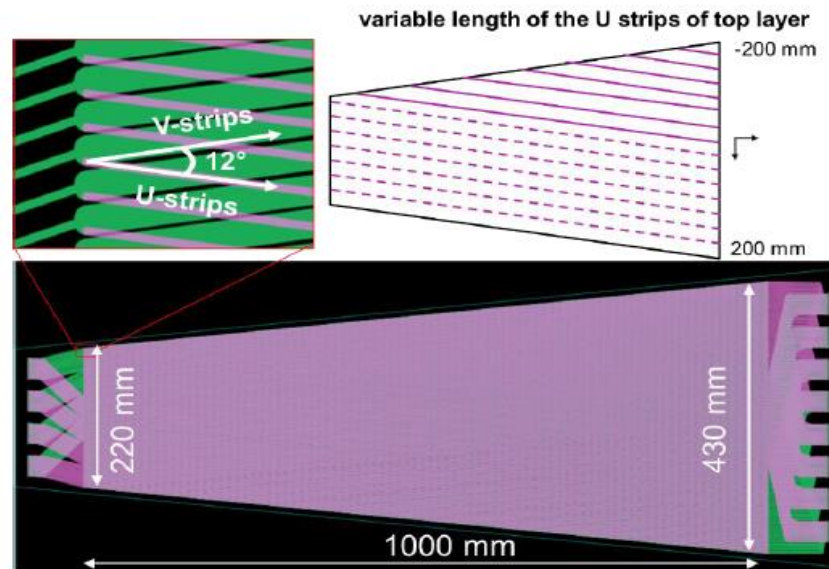 variable length of the U strips of top layer
-200 mm
V-strips
12°
U-strips
200 mm
220 mm
430 mm
1000 mm